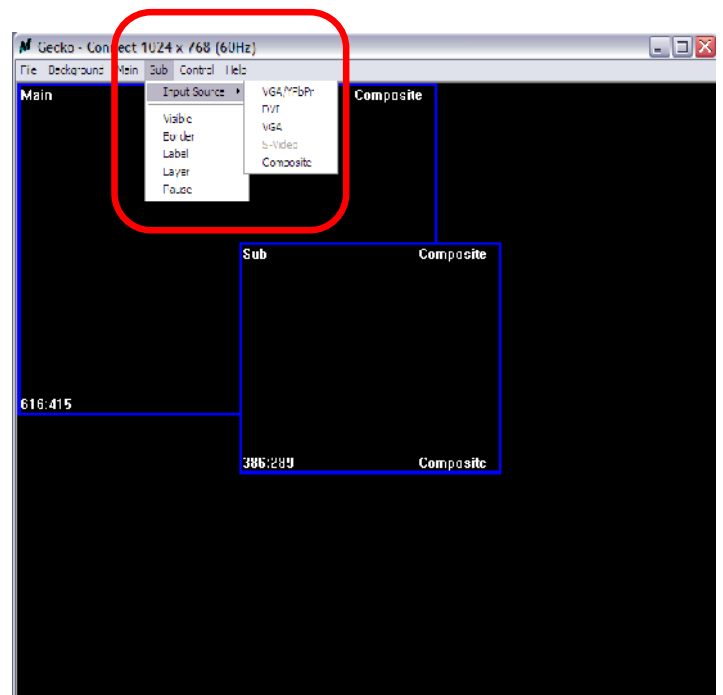 Gecko - Connect 1024 x 768 (60Hz)
File Background Main Sub Control Help
Main
Composite
Input Source
Visible
Border
Label
Layer
Pause
VGA/YPbPr
DVI
VGA
S-Video
Composite
Sub
Composite
616:415
386:289
Composite